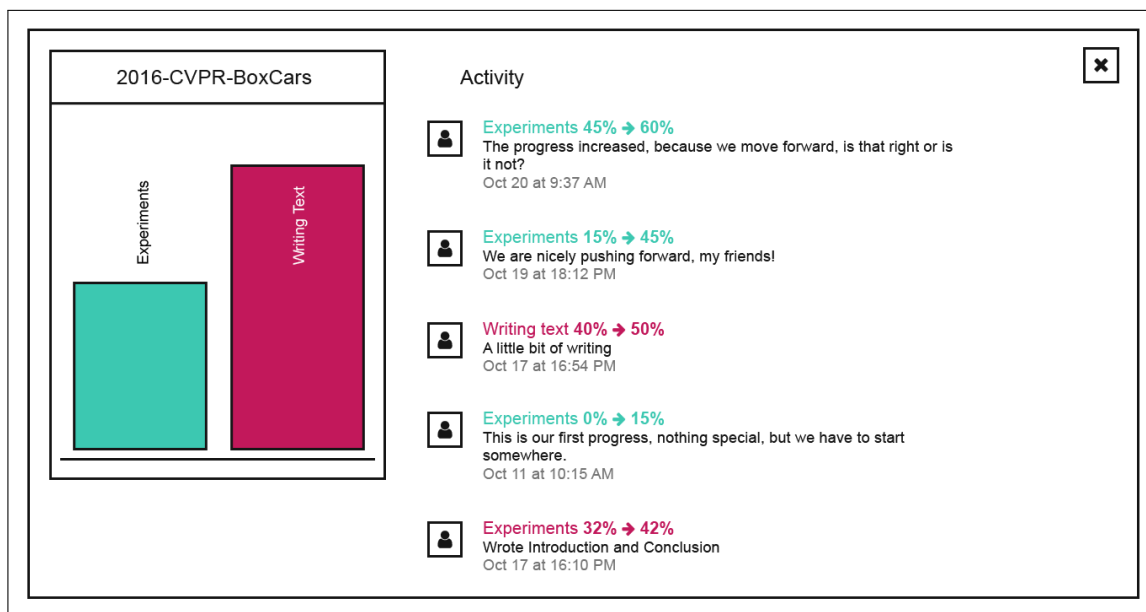 2016-CVPR-BoxCars
Experiments
Writing Text
Activity
Experiments 45% → 60%
The progress increased, because we move forward, is that right or is
it not?
Oct 20 at 9:37 AM
Experiments 15% → 45%
We are nicely pushing forward, my friends!
Oct 19 at 18:12 PM
Writing text 40% → 50%
A little bit of writing
Oct 17 at 16:54 PM
Experiments 0% → 15%
This is our first progress, nothing special, but we have to start
somewhere.
Oct 11 at 10:15 AM
Experiments 32% → 42%
Wrote Introduction and Conclusion
Oct 17 at 16:10 PM